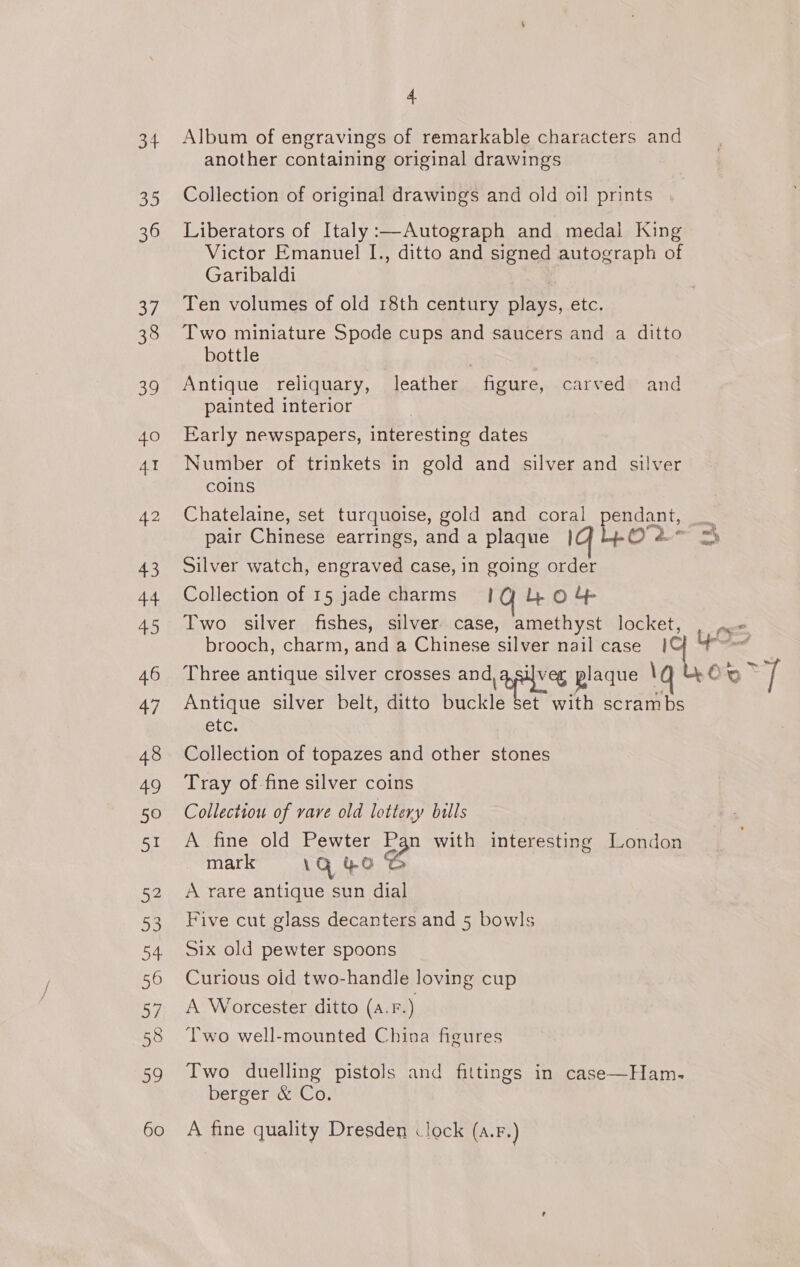 4
34 Album of engravings of remarkable characters and
another containing original drawings
35 Collection of original drawings and old oil prints
36 Liberators of Italy :—Autograph and medal King
Victor Emanuel I., ditto and signed autograph of
Garibaldi
37 Ten volumes of old 18th century plays, etc.
38 Two miniature Spode cups and saucers and a ditto
bottle
39 Antique reliquary, leather figure, carved and
painted interior
40 Early newspapers, interesting dates
41 Number of trinkets in gold and silver and silver
coins
42 Chatelaine, set turquoise, gold and coral pendant,
pair Chinese earrings, and a plaque 19402-3
43 Silver watch, engraved case, in going order
44 Collection of 15 jade charms 19404
45 Two silver fishes, silver case, amethyst locket,
brooch, charm, and a Chinese silver nail case
46 Three antique silver crosses and a silver plaque 19406-7
47 Antique silver belt, ditto buckle set with scrambs
etc.
48 Collection of topazes and other stones
49 Tray of fine silver coins
50 Collectiou of rare old lottery bills
51 A fine old Pewter Pan with interesting London
mark 19408
52 A rare antique sun dial
53 Five cut glass decanters and 5 bowls
54 Six old pewter spoons
56 Curious old two-handle loving cup
57 A Worcester ditto (A.F.)
58 Two well-mounted China figures
59 Two duelling pistols and fittings in case—Ham-
berger & Co.
60 A fine quality Dresden clock (A.F.)